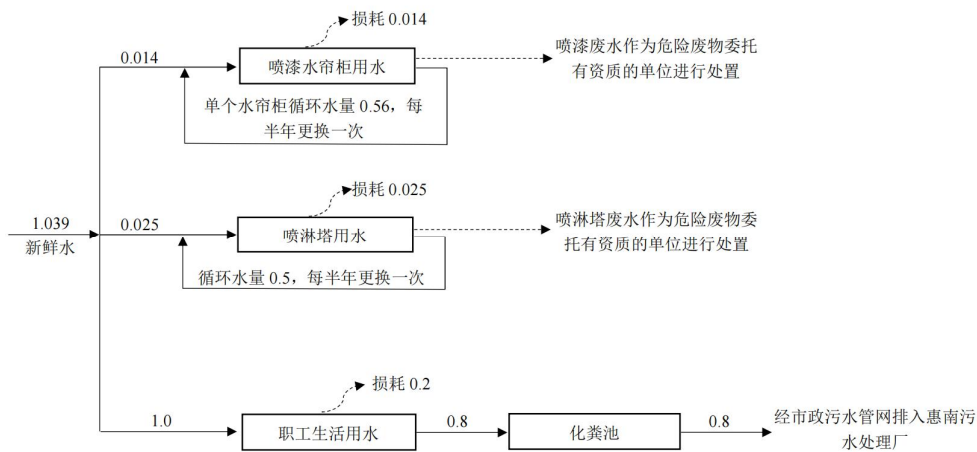 损耗 0.014
0.014
喷漆水帘柜用水
喷漆废水作为危险废物委托
有资质的单位进行处置
单个水帘柜循环水量 0.56，每
半年更换一次
损耗 0.025
1.039
新鲜水
0.025
喷淋塔用水
喷淋塔废水作为危险废物委
托有资质的单位进行处置
循环水量 0.5，每半年更换一次
损耗 0.2
1.0
职工生活用水
0.8
化粪池
0.8
经市政污水管网排入惠南污
水处理厂